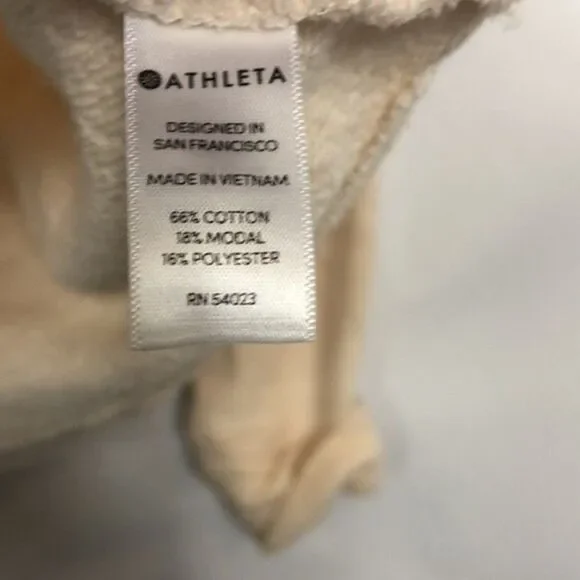 ATHLETA
DESIGNED IN
SAN FRANCISCO
MADE IN VIETNAM
66% COTTON
18% MODAL
16% POLYESTER
RN 54023